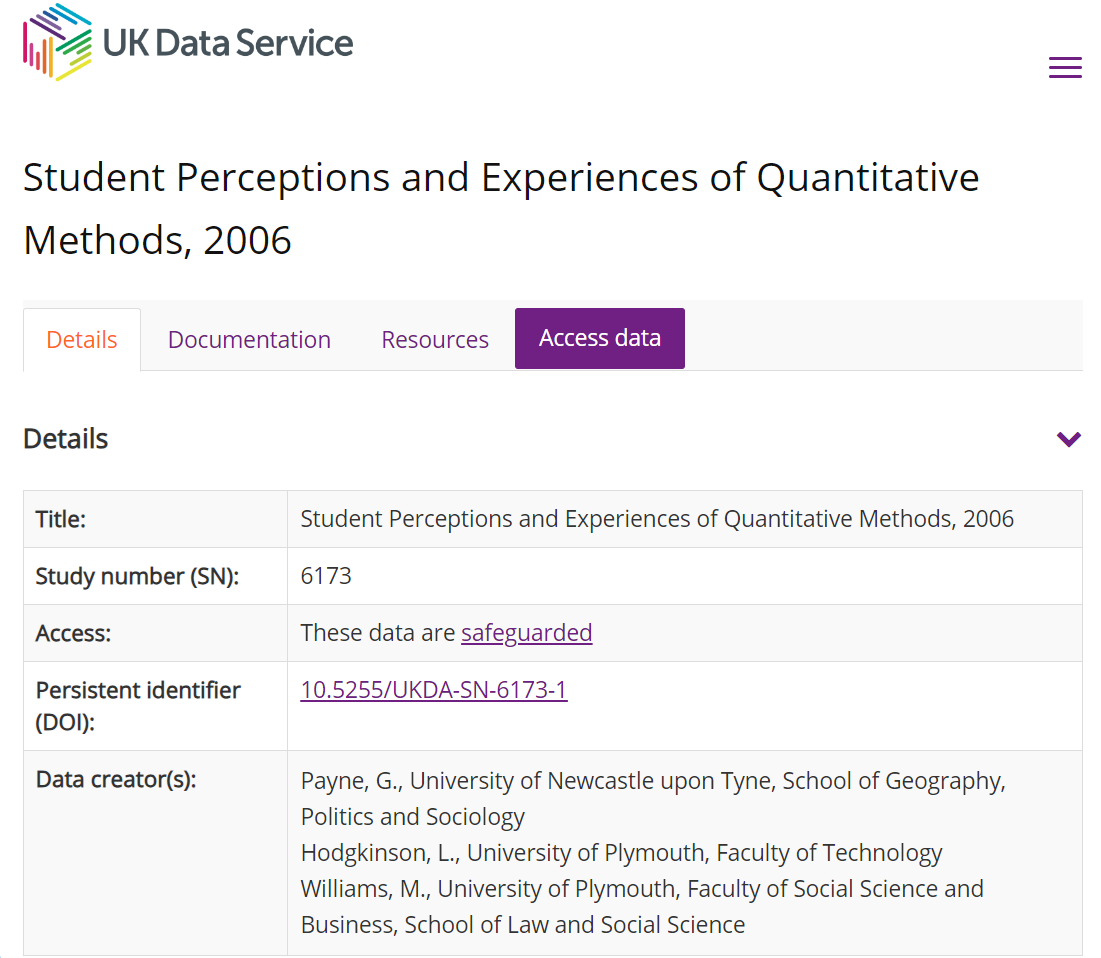 UK Data Service
Student Perceptions and Experiences of Quantitative
Methods, 2006
Details
Documentation
Resources
Access data
Details
Title:
Student Perceptions and Experiences of Quantitative Methods, 2006
Study number (SN):
6173
Access:
These data are safeguarded
Persistent identifier
(DOI):
10.5255/UKDA-SN-6173-1
Data creator(s):
Payne, G., University of Newcastle upon Tyne, School of Geography,
Politics and Sociology
Hodgkinson, L., University of Plymouth, Faculty of Technology
Williams, M., University of Plymouth, Faculty of Social Science and
Business, School of Law and Social Science